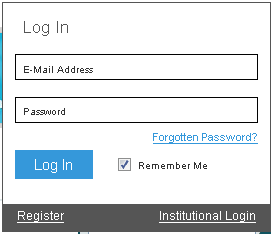 Log In
E-Mail Address
Password
Forgotten Password?
Log In
Remember Me
Register
Institutional Login